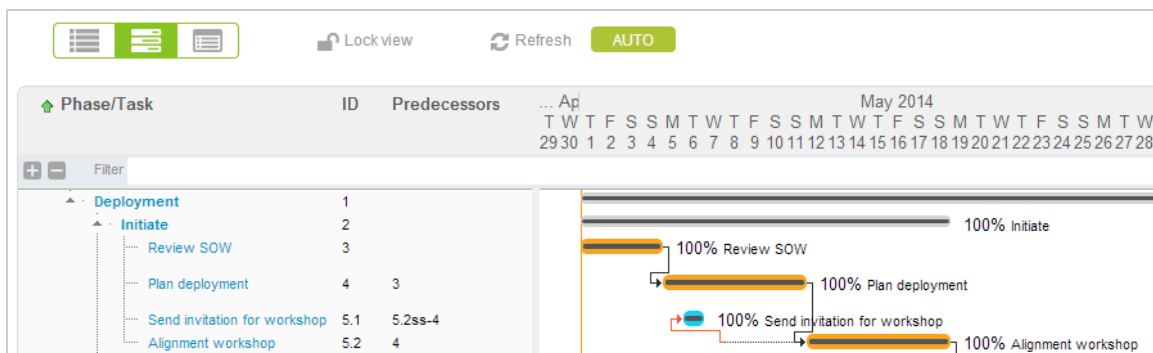 Lock view Refresh AUTO
Phase/Task ID Predecessors ... Ap May 2014
T W T F S S M T W T F S S M T W T F S S M T W T F S S M T W
29 30 1 2 3 4 5 6 7 8 9 10 11 12 13 14 15 16 17 18 19 20 21 22 23 24 25 26 27 28
Filter
Deployment 1
Initiate 2 100% Initiate
Review SOW 3 100% Review SOW
Plan deployment 4 3 100% Plan deployment
Send invitation for workshop 5.1 5.2ss-4 100% Send invitation for workshop
Alignment workshop 5.2 4 100% Alignment workshop